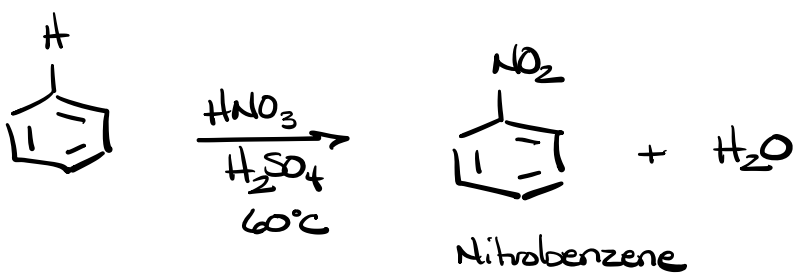 H
HNO₃
H₂SO₄
60°C
NO₂
+ H₂O
Nitrobenzene